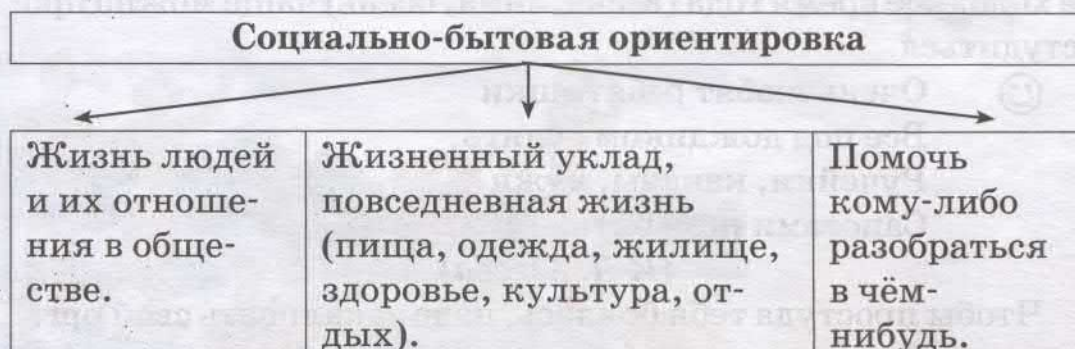 Социально-бытовая ориентировка
Жизнь людей
и их отноше-
ния в обще-
стве.
Жизненный уклад,
повседневная жизнь
(пища, одежда, жилище,
здоровье, культура, от-
дых).
Помочь
кому-либо
разобраться
в чём-
нибудь.